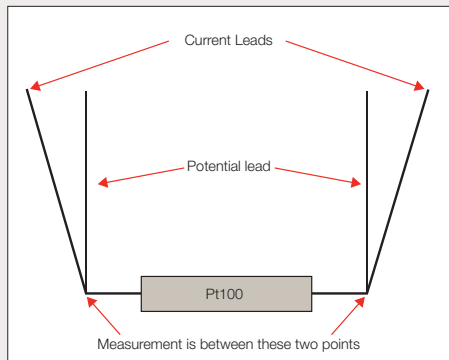 Current Leads
Potential lead
Pt100
Measurement is between these two points